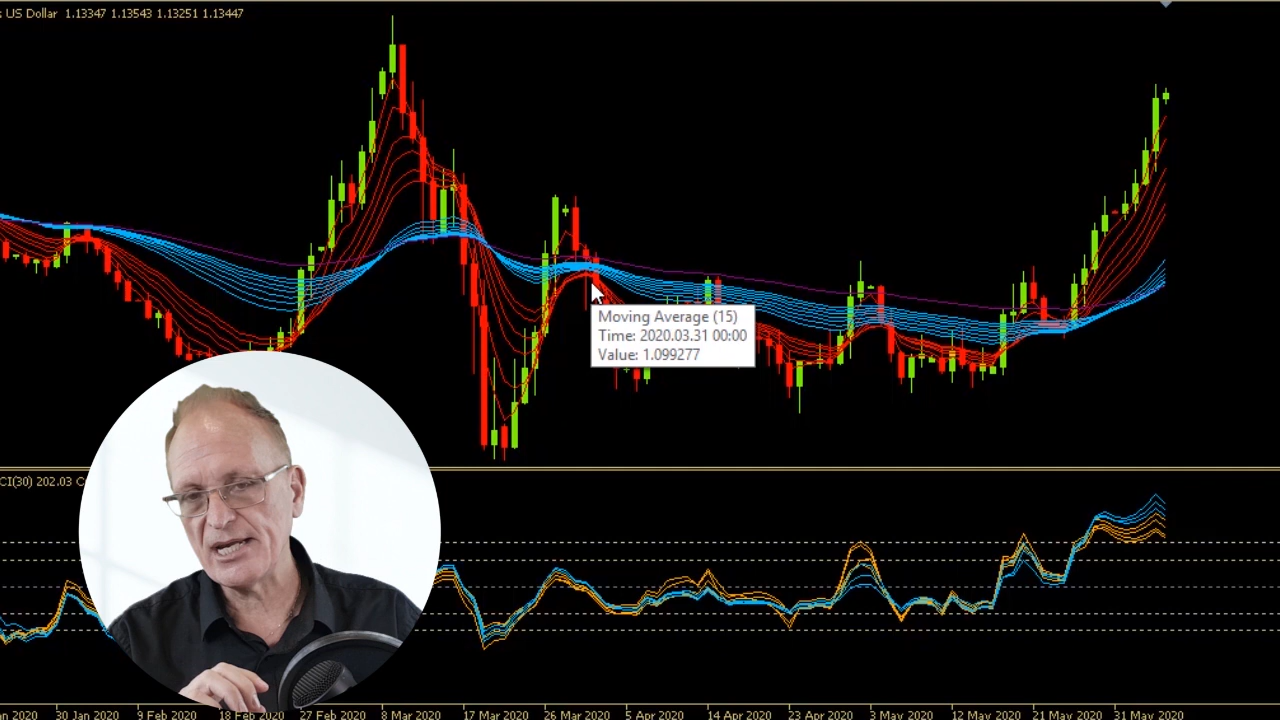 : US Dollar 1.13347 1.13543 1.13251 1.13447
Moving Average (15)
Time: 2020.03.31 00:00
Value: 1.099277
CI(30) 202.03 C
n 2020 30 Jan 2020 9 Feb 2020 18 Feb 2020 27 Feb 2020 8 Mar 2020 17 Mar 2020 26 Mar 2020 5 Apr 2020 14 Apr 2020 23 Apr 2020 3 May 2020 12 May 2020 21 May 2020 31 May 2020